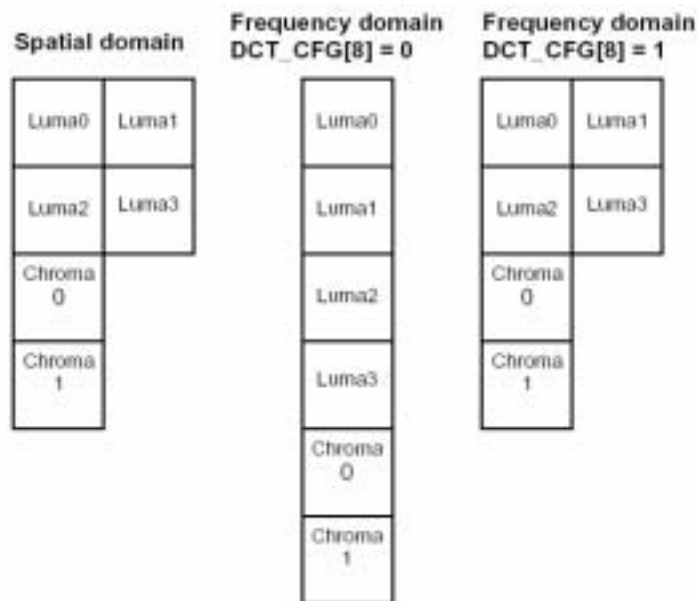 Spatial domain
Luma0 Luma1
Luma2 Luma3
Chroma
0
Chroma
1
Frequency domain
DCT_CFG[8] = 0
Luma0
Luma1
Luma2
Luma3
Chroma
0
Chroma
1
Frequency domain
DCT_CFG[8] = 1
Luma0 Luma1
Luma2 Luma3
Chroma
0
Chroma
1